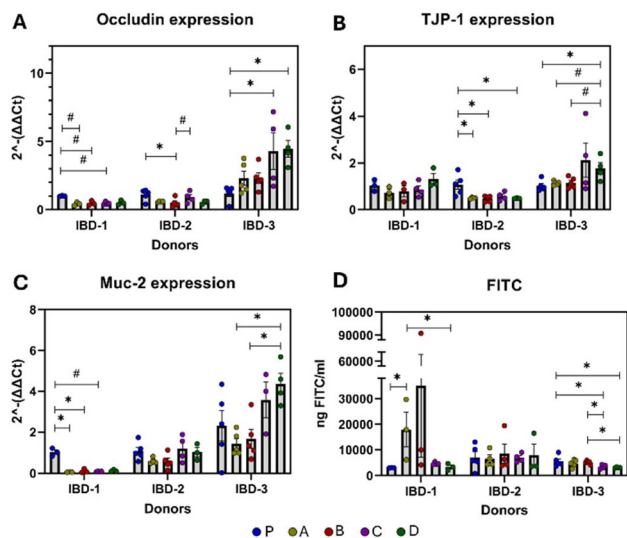 A
Occludin expression
2^-(ΔΔCt)
10
5
0
#
#
#
*
#
*
*
IBD-1 IBD-2 IBD-3
Donors
B
TJP-1 expression
2^-(ΔΔCt)
6
4
2
0
*
*
*
*
#
#
IBD-1 IBD-2 IBD-3
Donors
C
Muc-2 expression
2^-(ΔΔCt)
8
6
4
2
0
#
*
*
*
*
IBD-1 IBD-2 IBD-3
Donors
D
FITC
ng FITC/ml
100000
90000
60000
30000
20000
10000
0
*
*
*
*
*
*
IBD-1 IBD-2 IBD-3
Donors
P A B C D